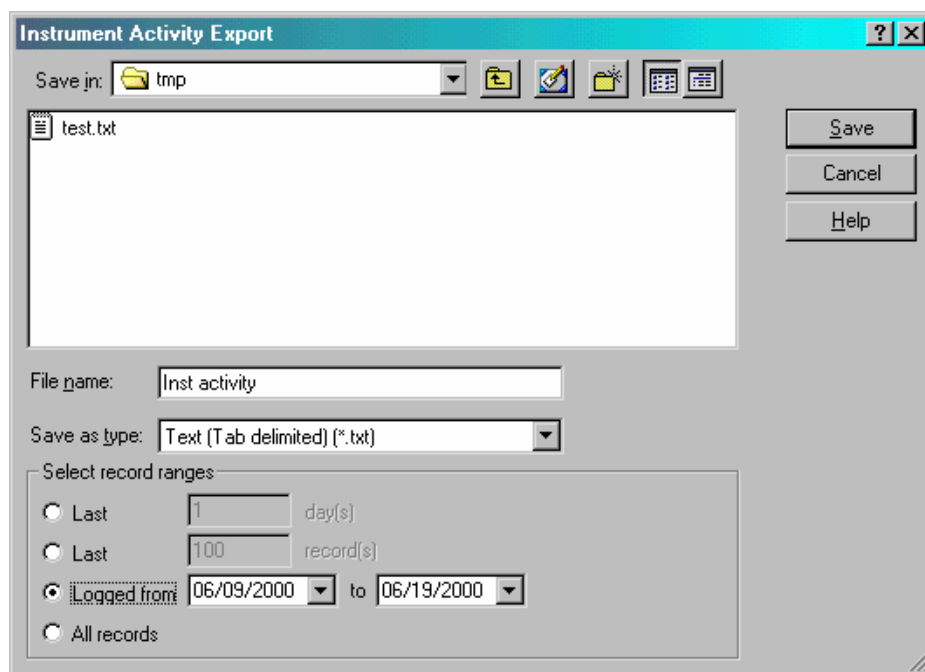 Instrument Activity Export
Save in: tmp
test.txt
Save
Cancel
Help
File name: Inst activity
Save as type: Text (Tab delimited) (*.txt)
Select record ranges
Last 1 day(s)
Last 100 record(s)
Logged from 06/09/2000 to 06/19/2000
All records